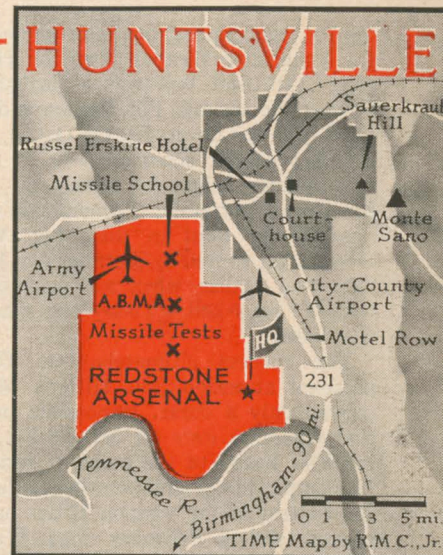 HUNTSVILLE
Sauerkraut
Hill
Russel Erskine Hotel
Missile School
Court-
house
Monte
Sano
Army
Airport
City-County
Airport
A.B.M.A.
Missile Tests
Motel Row
HQ
REDSTONE
ARSENAL
231
Tennessee R.
Birmingham-90 mi.
0 1 3 5 mi.
TIME Map by R.M.C., Jr.